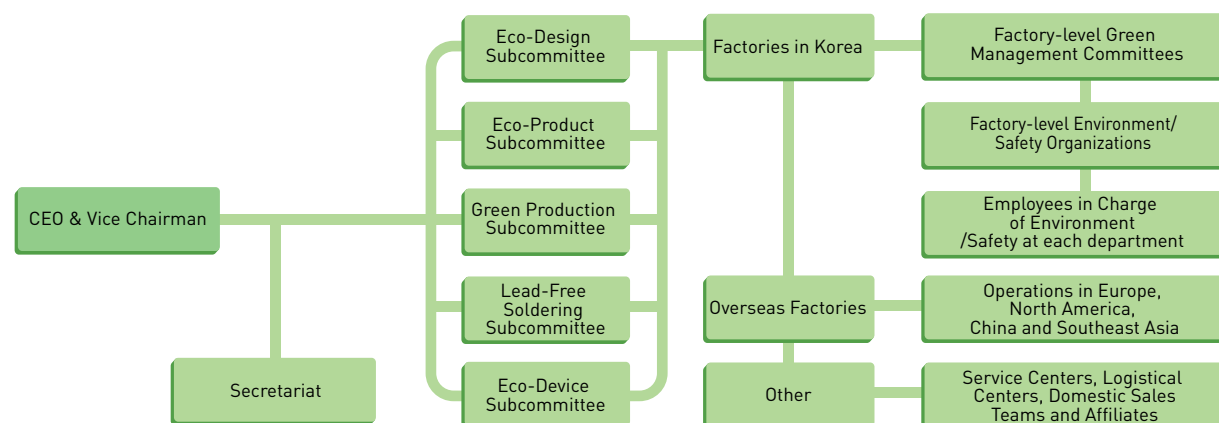 CEO & Vice Chairman
Secretariat
Eco-Design
Subcommittee
Eco-Product
Subcommittee
Green Production
Subcommittee
Lead-Free
Soldering
Subcommittee
Eco-Device
Subcommittee
Factories in Korea
Overseas Factories
Other
Factory-level Green
Management Committees
Factory-level Environment/
Safety Organizations
Employees in Charge
of Environment
/Safety at each department
Operations in Europe,
North America,
China and Southeast Asia
Service Centers, Logistical
Centers, Domestic Sales
Teams and Affiliates